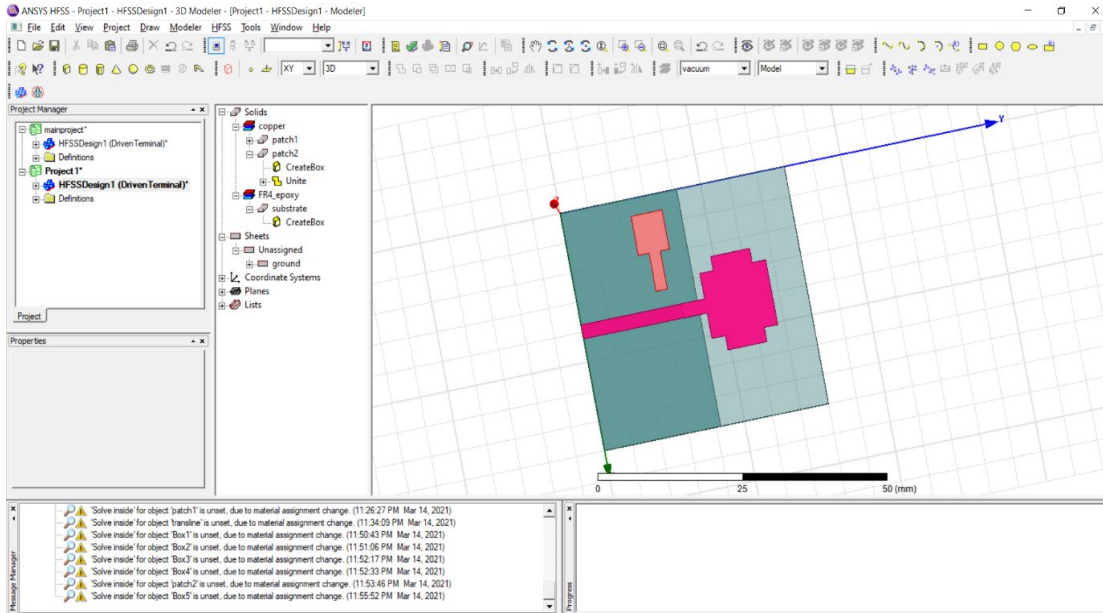 ANSYS HFSS - Project1 - HFSSDesign1 - 3D Modeler - [Project1 - HFSSDesign1 - Modeler]
File Edit View Project Draw Modeler HFSS Tools Window Help
XY 3D vacuum Model
Project Manager
mainproject*
HFSSDesign1 (DrivenTerminal)*
Definitions
Project1*
HFSSDesign1 (DrivenTerminal)*
Definitions
Project
Properties
Solids
copper
patch1
patch2
CreateBox
Unite
FR4_epoxy
substrate
CreateBox
Sheets
Unassigned
ground
Coordinate Systems
Planes
Lists
Y
0 25 50 (mm)
Message Manager
'Solve inside' for object 'patch1' is unset, due to material assignment change. (11:26:27 PM Mar 14, 2021)
'Solve inside' for object 'transline' is unset, due to material assignment change. (11:34:09 PM Mar 14, 2021)
'Solve inside' for object 'Box1' is unset, due to material assignment change. (11:50:43 PM Mar 14, 2021)
'Solve inside' for object 'Box2' is unset, due to material assignment change. (11:51:06 PM Mar 14, 2021)
'Solve inside' for object 'Box3' is unset, due to material assignment change. (11:52:17 PM Mar 14, 2021)
'Solve inside' for object 'Box4' is unset, due to material assignment change. (11:52:33 PM Mar 14, 2021)
'Solve inside' for object 'patch2' is unset, due to material assignment change. (11:53:46 PM Mar 14, 2021)
'Solve inside' for object 'Box5' is unset, due to material assignment change. (11:55:52 PM Mar 14, 2021)
Progress